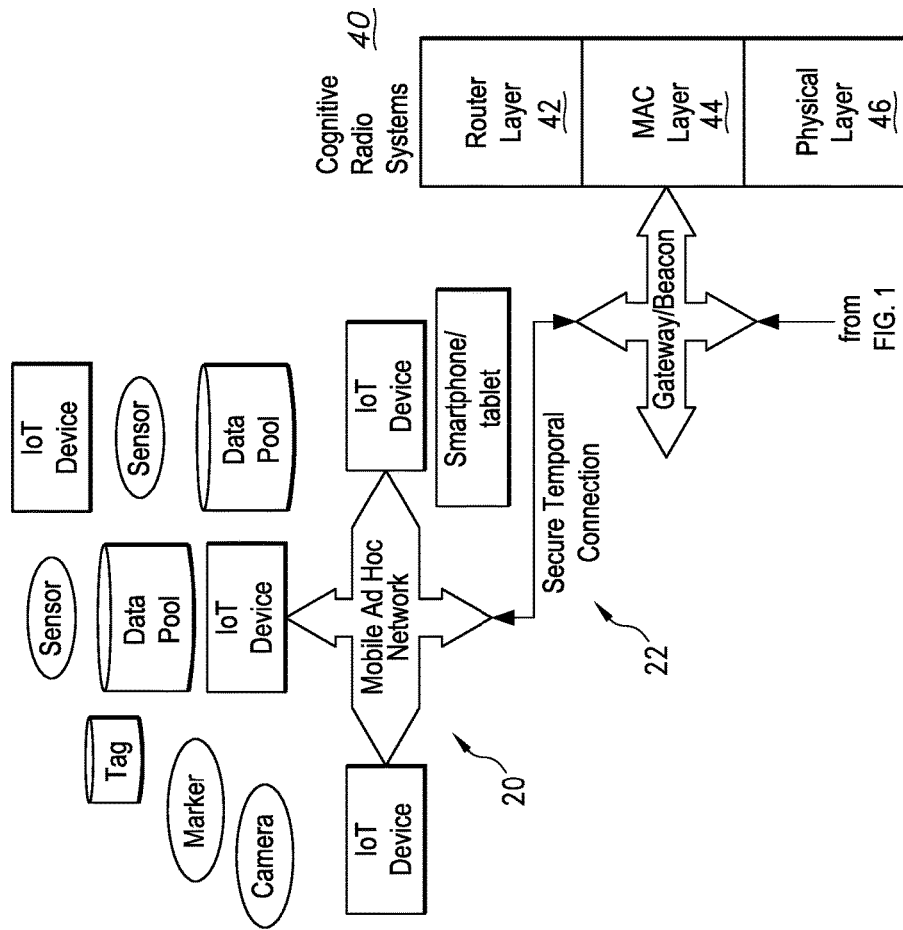 Sensor
IoT
Device
Tag
Data
Pool
Sensor
Marker
IoT
Device
Data
Pool
Camera
IoT
Device
Mobile Ad Hoc
Network
IoT
Device
Smartphone/
tablet
20
Secure Temporal
Connection
22
Cognitive
Radio
Systems
40
Router
Layer
42
MAC
Layer
44
Physical
Layer
46
Gateway/Beacon
from
FIG. 1